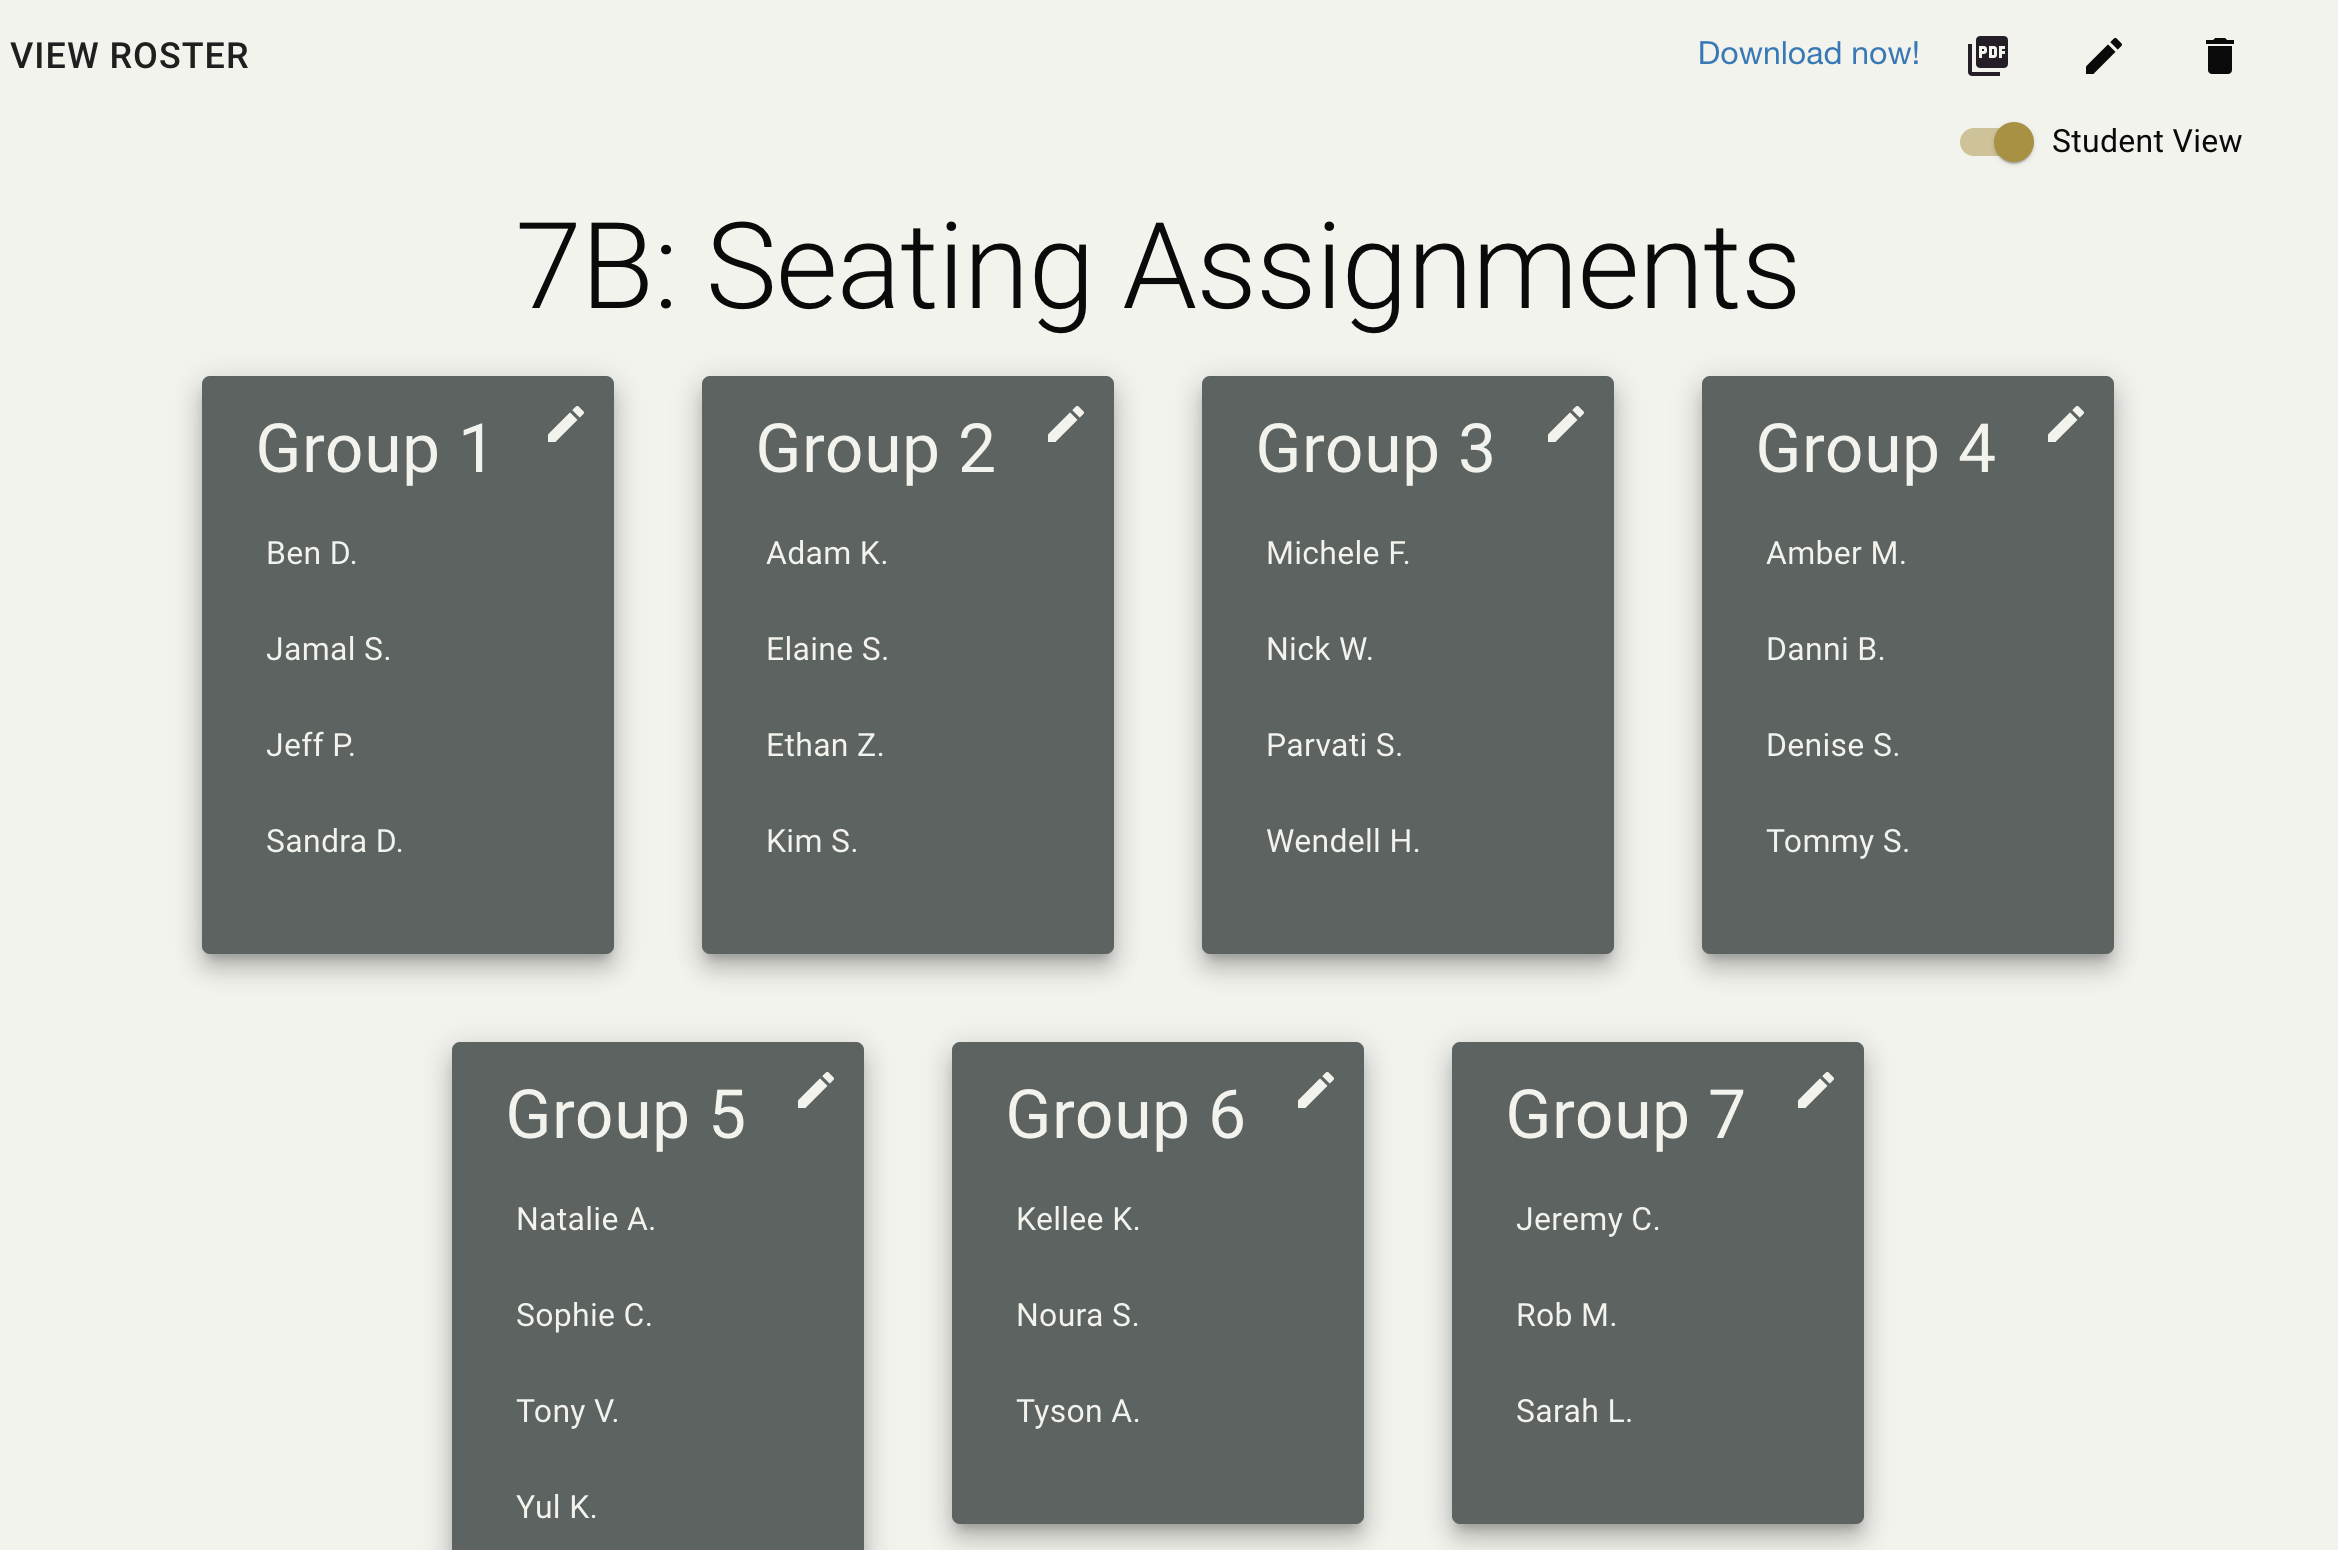 VIEW ROSTER
Download now!
PDF
Student View
7B: Seating Assignments
Group 1
Ben D.
Jamal S.
Jeff P.
Sandra D.
Group 2
Adam K.
Elaine S.
Ethan Z.
Kim S.
Group 3
Michele F.
Nick W.
Parvati S.
Wendell H.
Group 4
Amber M.
Danni B.
Denise S.
Tommy S.
Group 5
Natalie A.
Sophie C.
Tony V.
Yul K.
Group 6
Kellee K.
Noura S.
Tyson A.
Group 7
Jeremy C.
Rob M.
Sarah L.